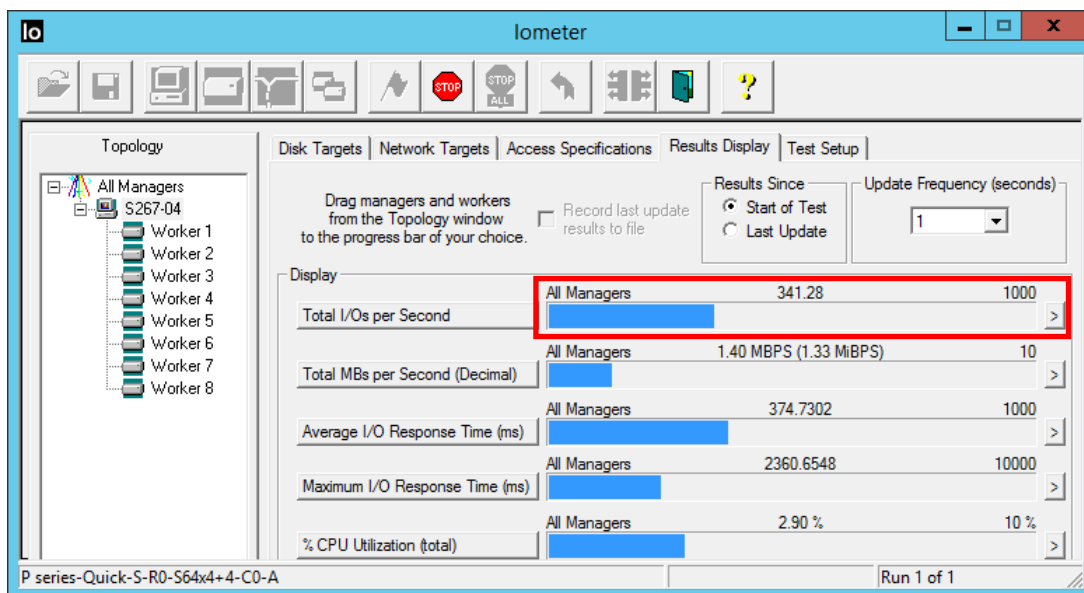 Io
Iometer
x
STOP
STOP ALL
?
Topology
All Managers
S267-04
Worker 1
Worker 2
Worker 3
Worker 4
Worker 5
Worker 6
Worker 7
Worker 8
Disk Targets
Network Targets
Access Specifications
Results Display
Test Setup
Drag managers and workers
from the Topology window
to the progress bar of your choice.
Record last update
results to file
Results Since
Start of Test
Last Update
Update Frequency (seconds)
1
Display
All Managers 341.28 1000
Total I/Os per Second >
All Managers 1.40 MBPS (1.33 MiBPS) 10
Total MBs per Second (Decimal) >
All Managers 374.7302 1000
Average I/O Response Time (ms) >
All Managers 2360.6548 10000
Maximum I/O Response Time (ms) >
All Managers 2.90 % 10 %
% CPU Utilization (total) >
P series-Quick-S-R0-S64x4+4-C0-A
Run 1 of 1